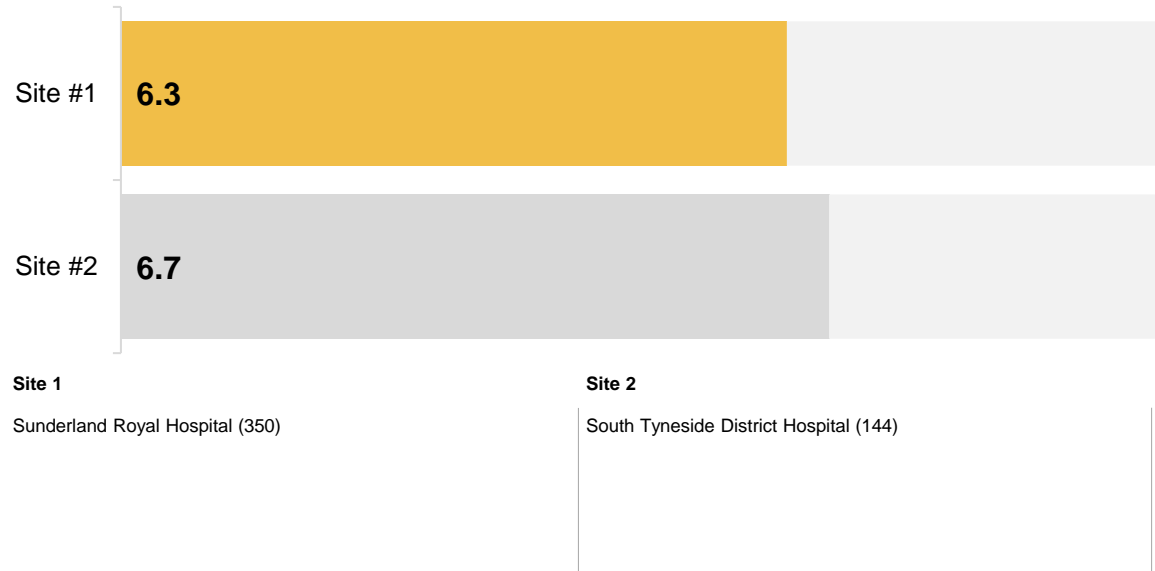 Site #1 6.3
Site #2 6.7
Site 1
Sunderland Royal Hospital (350)
Site 2
South Tyneside District Hospital (144)